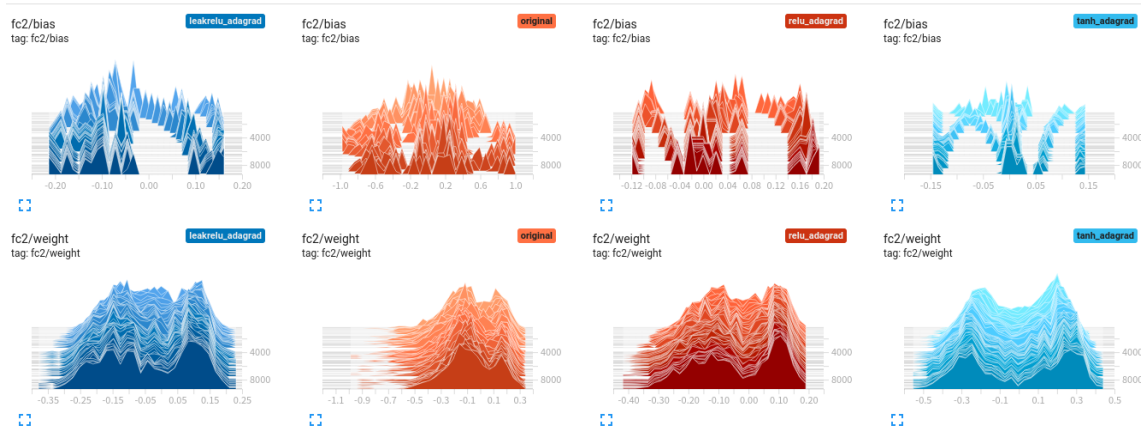 fc2/bias leakrelu_adagrad fc2/bias original fc2/bias relu_adagrad fc2/bias tanh_adagrad
tag: fc2/bias tag: fc2/bias tag: fc2/bias tag: fc2/bias
4000 4000 4000 4000
8000 8000 8000 8000
-0.20 -0.10 0.00 0.10 0.20 -1.0 -0.6 -0.2 0.2 0.6 1.0 -0.12 -0.08 -0.04 0.00 0.04 0.08 0.12 0.16 0.20 -0.15 -0.05 0.05 0.15
fc2/weight leakrelu_adagrad fc2/weight original fc2/weight relu_adagrad fc2/weight tanh_adagrad
tag: fc2/weight tag: fc2/weight tag: fc2/weight tag: fc2/weight
4000 4000 4000 4000
8000 8000 8000 8000
-0.35 -0.25 -0.15 -0.05 0.05 0.15 0.25 -1.1 -0.9 -0.7 -0.5 -0.3 -0.1 0.1 0.3 -0.40 -0.30 -0.20 -0.10 0.00 0.10 0.20 -0.5 -0.3 -0.1 0.1 0.3 0.5